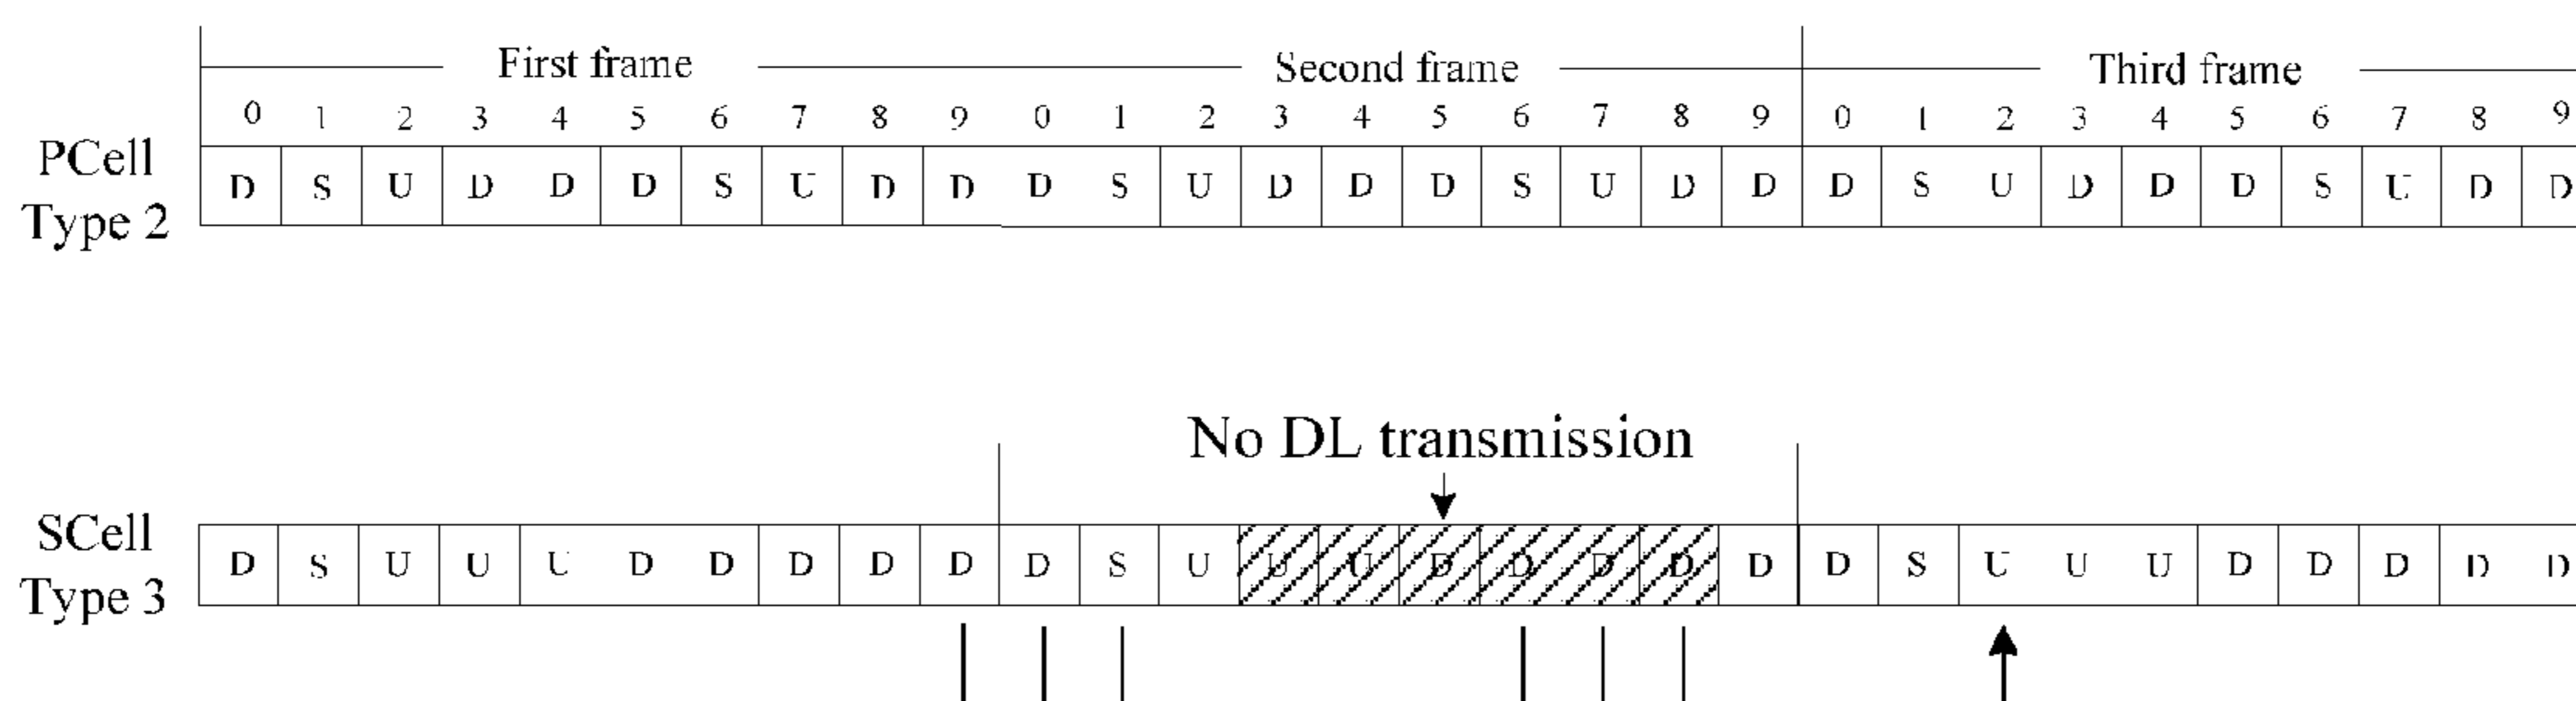 First frame Second frame Third frame
0 1 2 3 4 5 6 7 8 9 0 1 2 3 4 5 6 7 8 9 0 1 2 3 4 5 6 7 8 9
PCell
Type 2
D S U D D D S U D D D S U D D D S U D D D S U D D D S U D D
No DL transmission
SCell
Type 3
D S U U U D D D D D D S U U U D D D D D D S U U U D D D D D